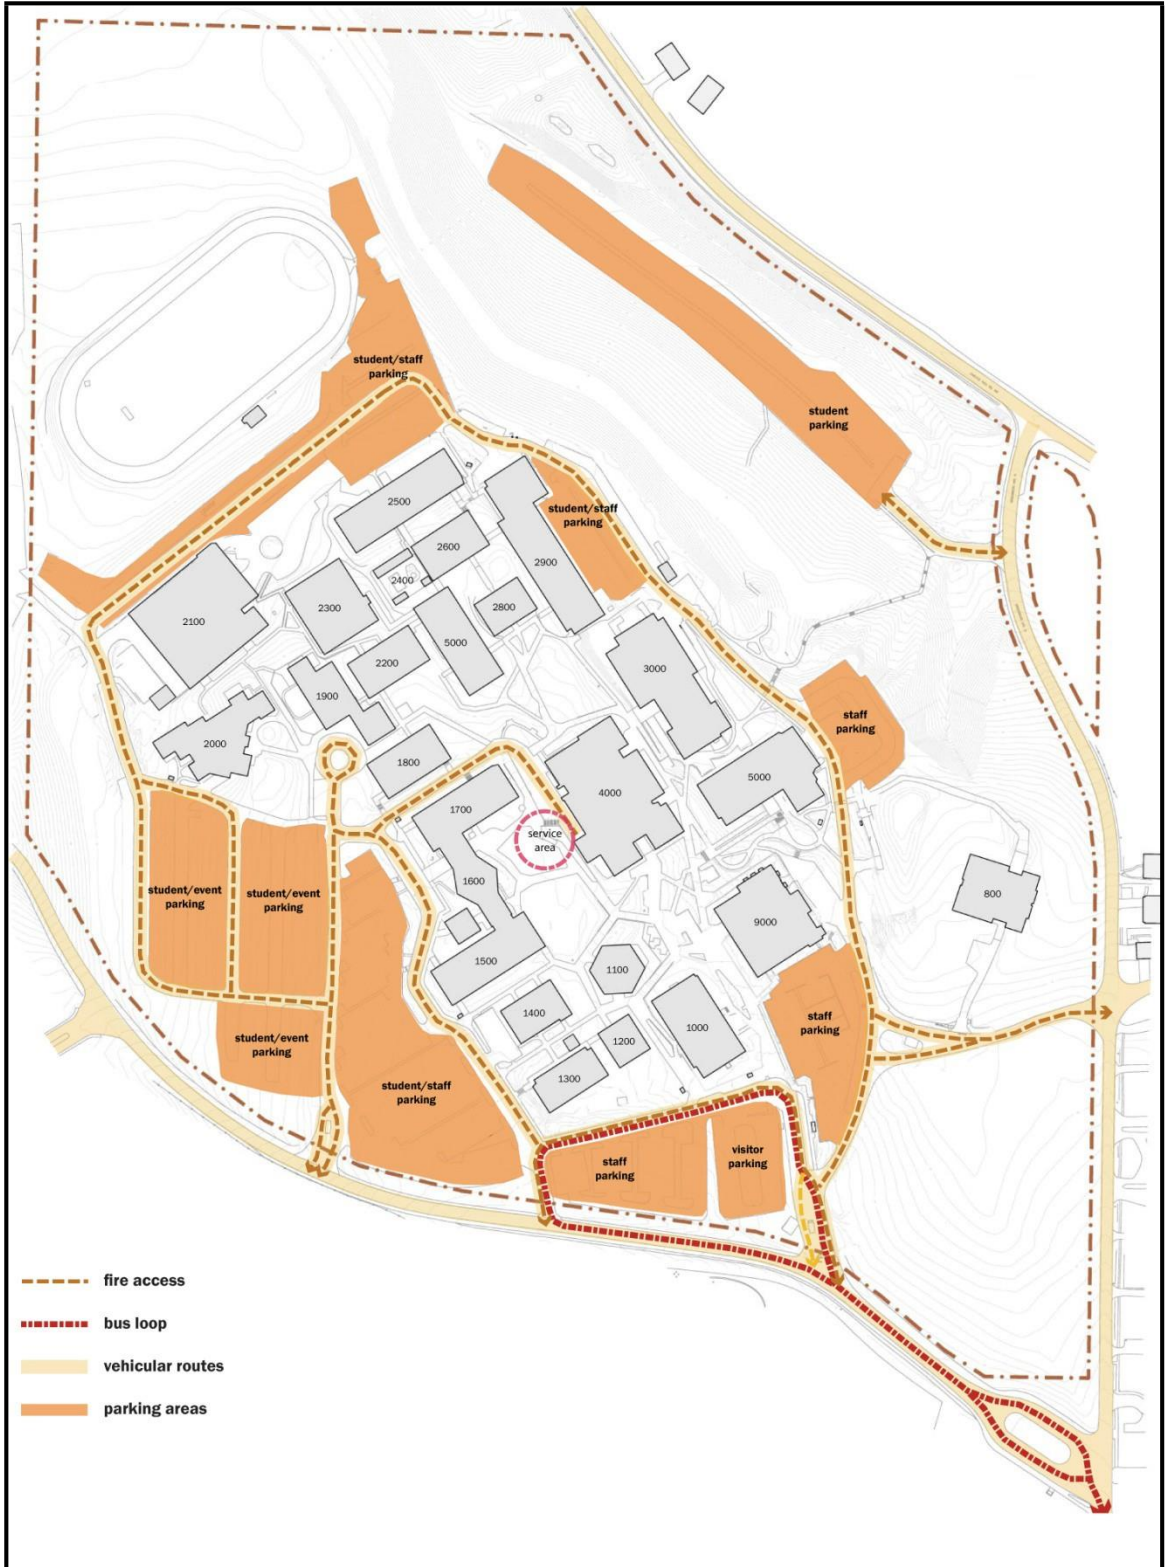 student/staff
parking
student
parking
2500
student/staff
parking
2600
2900
2400
2300
2800
2100
5000
2200
3000
1900
staff
parking
2000
1800
5000
4000
1700
service
area
1600
student/event
parking
student/event
parking
800
9000
1500
1100
1400
staff
parking
1000
student/event
parking
1200
1300
student/staff
parking
visitor
parking
staff
parking
fire access
bus loop
vehicular routes
parking areas